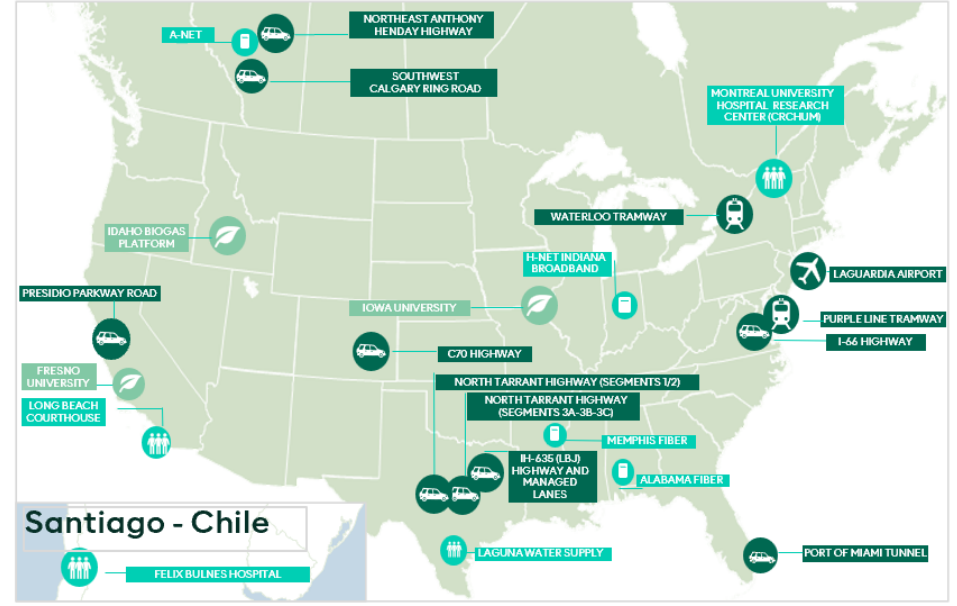 NORTHEAST ANTHONY
HENDAY HIGHWAY
A-NET
SOUTHWEST
CALGARY RING ROAD
MONTREAL UNIVERSITY
HOSPITAL RESEARCH
CENTER (CRCHUM)
WATERLOO TRAMWAY
IDAHO BIOGAS
PLATFORM
H-NET INDIANA
BROADBAND
LAGUARDIA AIRPORT
PRESIDIO PARKWAY ROAD
IOWA UNIVERSITY
PURPLE LINE TRAMWAY
I-66 HIGHWAY
C70 HIGHWAY
FRESNO
UNIVERSITY
NORTH TARRANT HIGHWAY (SEGMENTS 1/2)
NORTH TARRANT HIGHWAY
(SEGMENTS 3A-3B-3C)
LONG BEACH
COURTHOUSE
MEMPHIS FIBER
IH-635 (LBJ)
HIGHWAY AND
MANAGED
LANES
ALABAMA FIBER
Santiago - Chile
LAGUNA WATER SUPPLY
PORT OF MIAMI TUNNEL
FELIX BULNES HOSPITAL